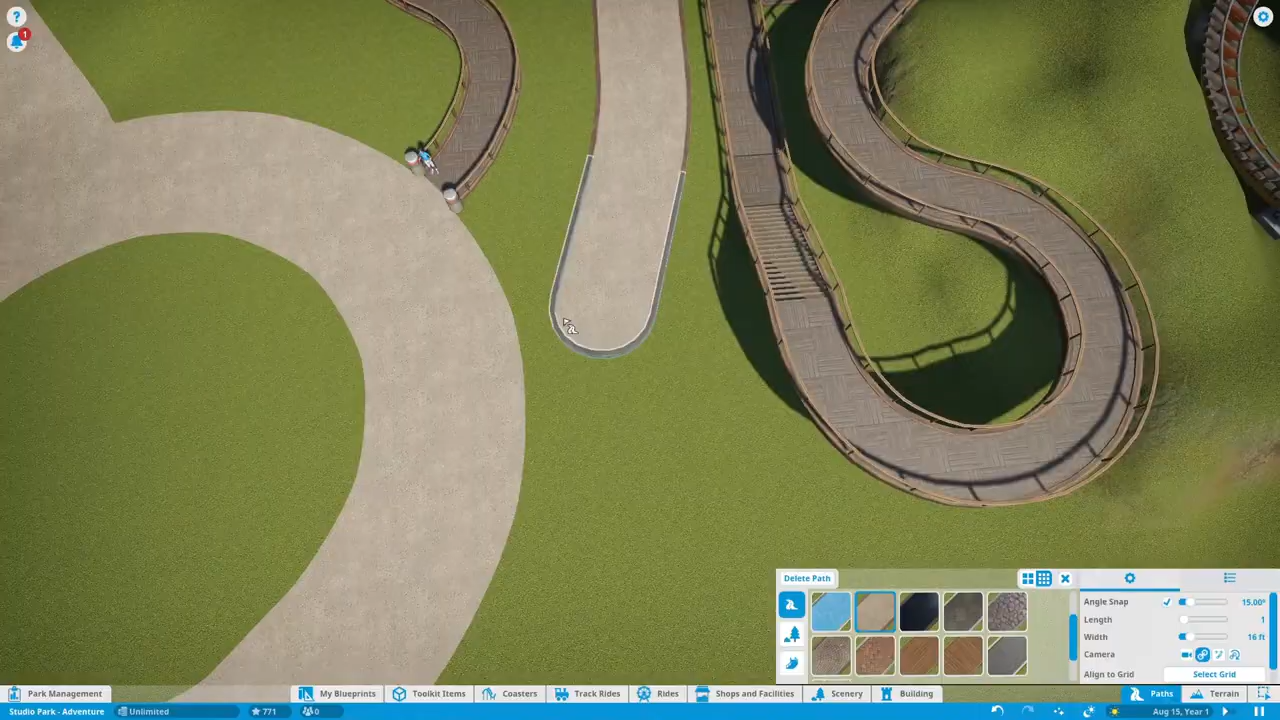 ?
1
Delete Path
Angle Snap 15.00°
Length 1
Width 16 ft
Camera
Align to Grid Select Grid
Park Management My Blueprints Toolkit Items Coasters Track Rides Rides Shops and Facilities Scenery Building Paths Terrain
Studio Park - Adventure Unlimited 771 0 Aug 15, Year 1